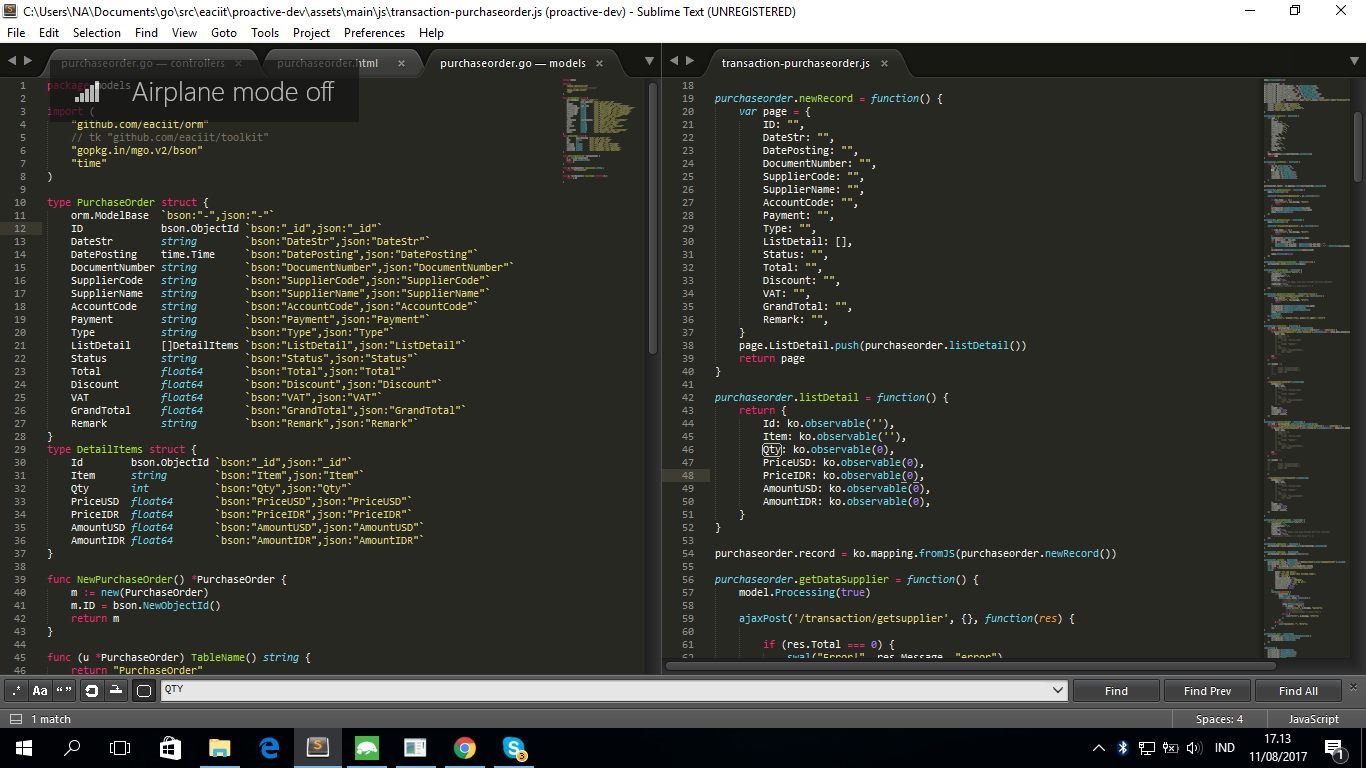 C:\Users\NA\Documents\go\src\eaciit\proactive-dev\assets\main\js\transaction-purchaseorder.js (proactive-dev) - Sublime Text (UNREGISTERED)
File Edit Selection Find View Goto Tools Project Preferences Help
purchaseorder.go — controllers × purchaseorder.html × purchaseorder.go — models ×
Airplane mode off
1 package models
2
3 import (
4 "github.com/eaciit/orm"
5 // tk "github.com/eaciit/toolkit"
6 "gopkg.in/mgo.v2/bson"
7 "time"
8 )
9
10 type PurchaseOrder struct {
11 orm.ModelBase `bson:"-",json:"-"`
12 ID bson.ObjectId `bson:"_id",json:"_id"`
13 DateStr string `bson:"DateStr",json:"DateStr"`
14 DatePosting time.Time `bson:"DatePosting",json:"DatePosting"`
15 DocumentNumber string `bson:"DocumentNumber",json:"DocumentNumber"`
16 SupplierCode string `bson:"SupplierCode",json:"SupplierCode"`
17 SupplierName string `bson:"SupplierName",json:"SupplierName"`
18 AccountCode string `bson:"AccountCode",json:"AccountCode"`
19 Payment string `bson:"Payment",json:"Payment"`
20 Type string `bson:"Type",json:"Type"`
21 ListDetail []DetailItems `bson:"ListDetail",json:"ListDetail"`
22 Status string `bson:"Status",json:"Status"`
23 Total float64 `bson:"Total",json:"Total"`
24 Discount float64 `bson:"Discount",json:"Discount"`
25 VAT float64 `bson:"VAT",json:"VAT"`
26 GrandTotal float64 `bson:"GrandTotal",json:"GrandTotal"`
27 Remark string `bson:"Remark",json:"Remark"`
28 }
29 type DetailItems struct {
30 Id bson.ObjectId `bson:"_id",json:"_id"`
31 Item string `bson:"Item",json:"Item"`
32 Qty int `bson:"Qty",json:"Qty"`
33 PriceUSD float64 `bson:"PriceUSD",json:"PriceUSD"`
34 PriceIDR float64 `bson:"PriceIDR",json:"PriceIDR"`
35 AmountUSD float64 `bson:"AmountUSD",json:"AmountUSD"`
36 AmountIDR float64 `bson:"AmountIDR",json:"AmountIDR"`
37 }
38
39 func NewPurchaseOrder() *PurchaseOrder {
40 m := new(PurchaseOrder)
41 m.ID = bson.NewObjectId()
42 return m
43 }
44
45 func (u *PurchaseOrder) TableName() string {
46 return "PurchaseOrder"
transaction-purchaseorder.js ×
18
19 purchaseorder.newRecord = function() {
20 var page = {
21 ID: "",
22 DateStr: "",
23 DatePosting: "",
24 DocumentNumber: "",
25 SupplierCode: "",
26 SupplierName: "",
27 AccountCode: "",
28 Payment: "",
29 Type: "",
30 ListDetail: [],
31 Status: "",
32 Total: "",
33 Discount: "",
34 VAT: "",
35 GrandTotal: "",
36 Remark: "",
37 }
38 page.ListDetail.push(purchaseorder.listDetail())
39 return page
40 }
41
42 purchaseorder.listDetail = function() {
43 return {
44 Id: ko.observable(''),
45 Item: ko.observable(''),
46 Qty: ko.observable(0),
47 PriceUSD: ko.observable(0),
48 PriceIDR: ko.observable(0),
49 AmountUSD: ko.observable(0),
50 AmountIDR: ko.observable(0),
51 }
52 }
53
54 purchaseorder.record = ko.mapping.fromJS(purchaseorder.newRecord())
55
56 purchaseorder.getDataSupplier = function() {
57 model.Processing(true)
58
59 ajaxPost('/transaction/getsupplier', {}, function(res) {
60
61 if (res.Total === 0) {
62 swal("Error!", res.Message, "error")
.* Aa “” QTY Find Find Prev Find All
1 match Spaces: 4 JavaScript
3 IND 17.13 11/08/2017 1